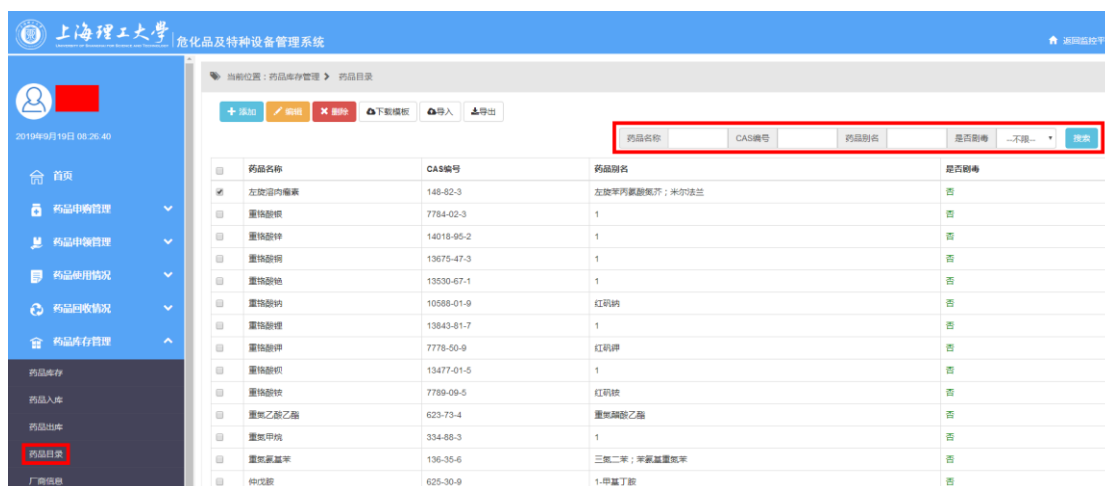 上海理工大学 危化品及特种设备管理系统
返回监控平
2019年9月19日 08:26:40
首页
药品申购管理
药品申领管理
药品使用情况
药品回收情况
药品库存管理
药品库存
药品入库
药品出库
药品目录
厂商信息
当前位置：药品库存管理 > 药品目录
添加 编辑 删除 下载模板 导入 导出
药品名称 CAS编号 药品别名 是否剧毒 --不限-- 搜索
药品名称 CAS编号 药品别名 是否剧毒
左旋溶肉瘤素 148-82-3 左旋苯丙氨酸氮芥；米尔法兰 否
重铬酸银 7784-02-3 1 否
重铬酸锌 14018-95-2 1 否
重铬酸铜 13675-47-3 1 否
重铬酸铯 13530-67-1 1 否
重铬酸钠 10588-01-9 红矾钠 否
重铬酸锂 13843-81-7 1 否
重铬酸钾 7778-50-9 红矾钾 否
重铬酸钡 13477-01-5 1 否
重铬酸铵 7789-09-5 红矾铵 否
重氮乙酸乙酯 623-73-4 重氮醋酸乙酯 否
重氮甲烷 334-88-3 1 否
重氮氨基苯 136-35-6 三氮二苯；苯氨基重氮苯 否
仲戊胺 625-30-9 1-甲基丁胺 否